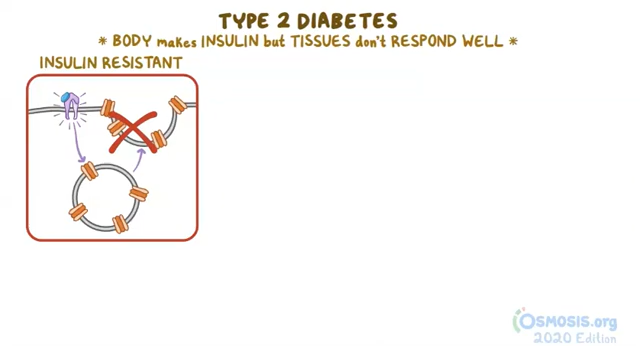 TYPE 2 DIABETES
* BODY makes INSULIN but TISSUES don't RESPOND WELL *
INSULIN RESISTANT
OSMOSIS.org
2020 Edition